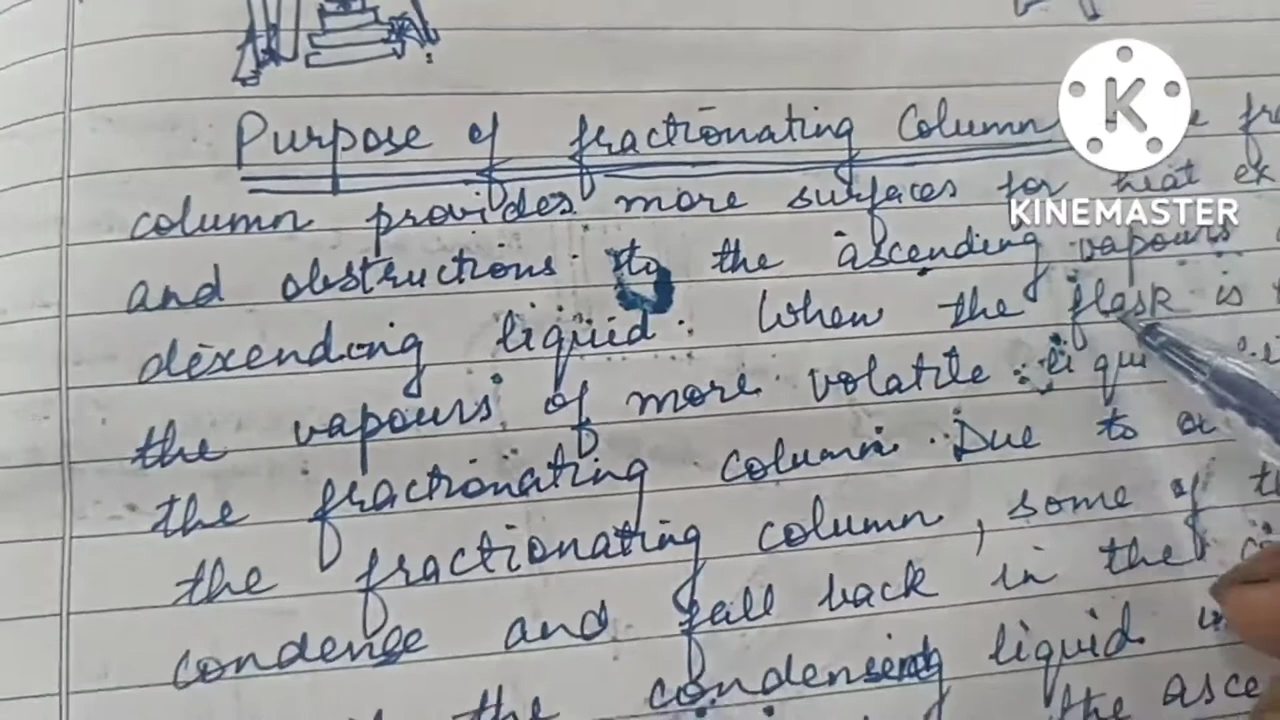 Purpose of fractionating Column
column provides more surfaces for heat ex
and obstructions to the ascending vapours
dexending liquid. When the flask is
the vapours of more volatile liqui
the fractionating column. Due to
the fractionating column, some of
condense and fall back in the
the condensing liquid
the asce
K
KINEMASTER